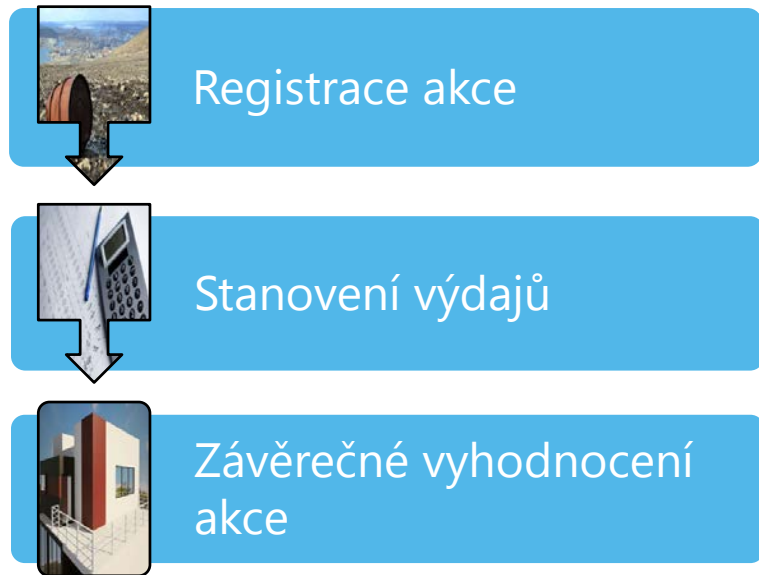 Registrace akce
Stanovení výdajů
Závěrečné vyhodnocení
akce